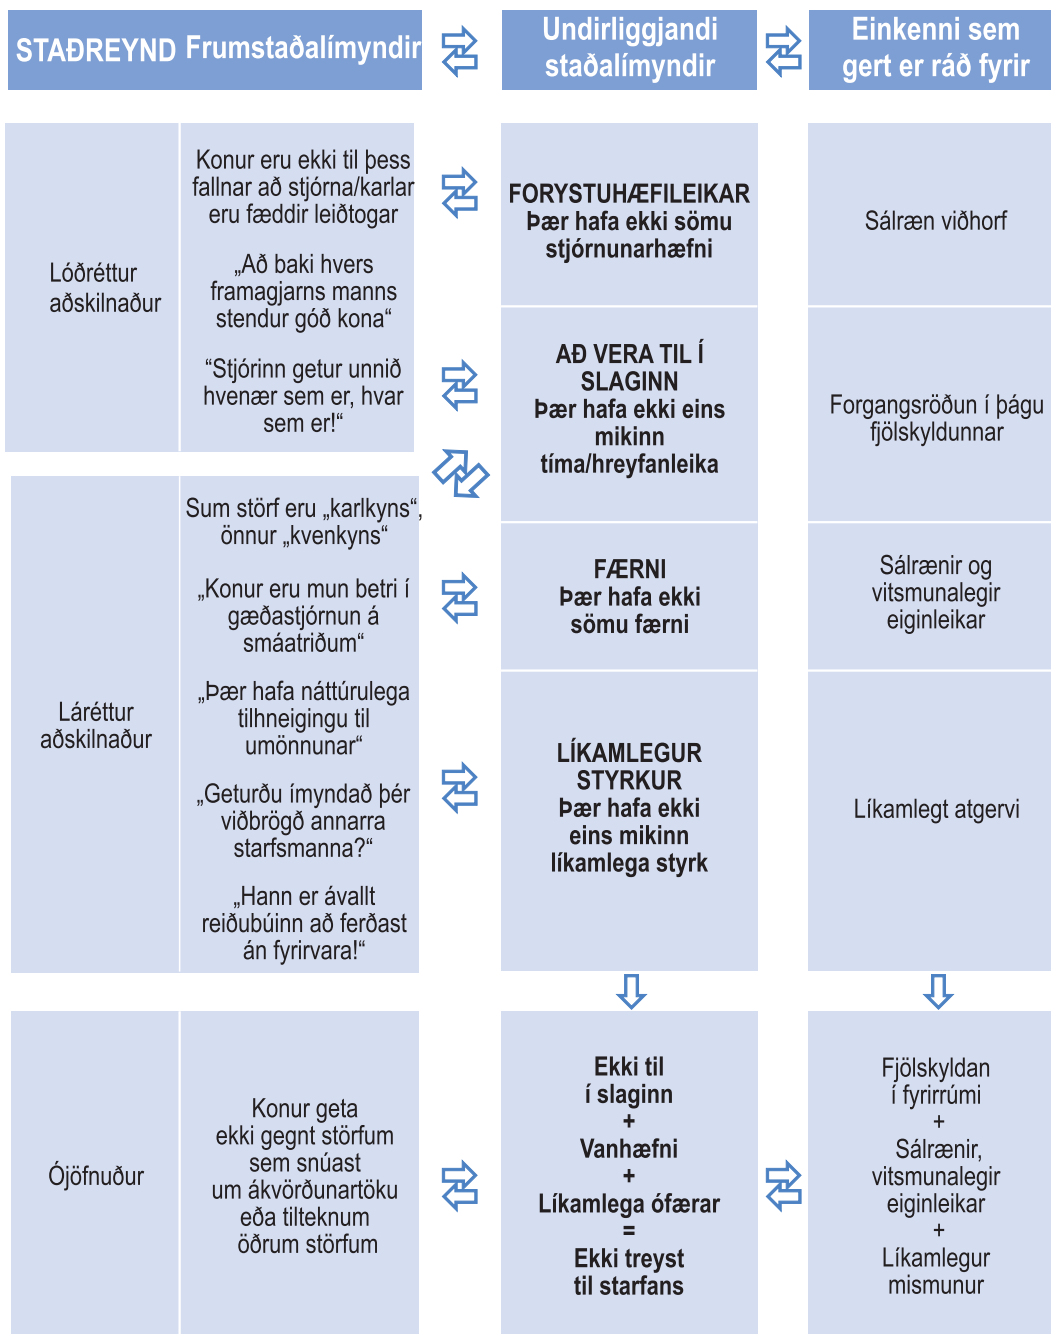 STAÐREYND
Frumstaðalímyndir
Undirliggjandi
staðalímyndir
Einkenni sem
gert er ráð fyrir
Lóðréttur
aðskilnaður
Konur eru ekki til þess
fallnar að stjórna/karlar
eru fæddir leiðtogar
„Að baki hvers
framagjarns manns
stendur góð kona“
“Stjórinn getur unnið
hvenær sem er, hvar
sem er!“
FORYSTUHÆFILEIKAR
Þær hafa ekki sömu
stjórnunarhæfni
Sálræn viðhorf
AÐ VERA TIL Í
SLAGINN
Þær hafa ekki eins
mikinn
tíma/hreyfanleika
Forgangsröðun í þágu
fjölskyldunnar
Láréttur
aðskilnaður
Sum störf eru „karlkyns“,
önnur „kvenkyns“
„Konur eru mun betri í
gæðastjórnun á
smáatriðum“
„Þær hafa náttúrulega
tilhneigingu til
umönnunar“
„Geturðu ímyndað þér
viðbrögð annarra
starfsmanna?“
„Hann er ávallt
reiðubúinn að ferðast
án fyrirvara!“
FÆRNI
Þær hafa ekki
sömu færni
Sálrænir og
vitsmunalegir
eiginleikar
LÍKAMLEGUR
STYRKUR
Þær hafa ekki
eins mikinn
líkamlega styrk
Líkamlegt atgervi
Ójöfnuður
Konur geta
ekki gegnt störfum
sem snúast
um ákvörðunartöku
eða tilteknum
öðrum störfum
Ekki til
í slaginn
+
Vanhæfni
+
Líkamlega ófærar
=
Ekki treyst
til starfans
Fjölskyldan
í fyrirrúmi
+
Sálrænir,
vitsmunalegir
eiginleikar
+
Líkamlegur
mismunur